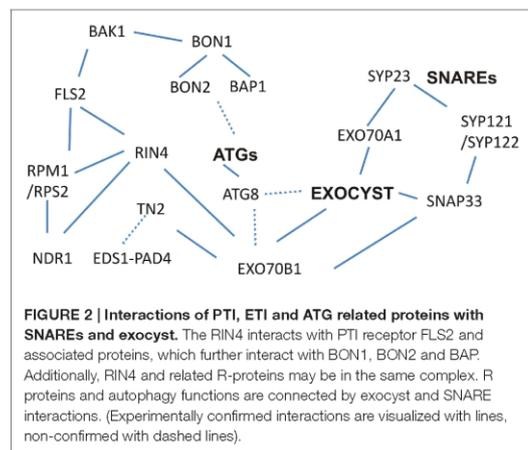 BAK1
BON1
BON2
BAP1
FLS2
SYP23
SNAREs
SYP121
/SYP122
EXO70A1
RIN4
ATGs
RPM1
/RPS2
ATG8
EXOCYST
SNAP33
TN2
NDR1
EDS1-PAD4
EXO70B1
FIGURE 2 | Interactions of PTI, ETI and ATG related proteins with
SNAREs and exocyst. The RIN4 interacts with PTI receptor FLS2 and
associated proteins, which further interact with BON1, BON2 and BAP.
Additionally, RIN4 and related R-proteins may be in the same complex. R
proteins and autophagy functions are connected by exocyst and SNARE
interactions. (Experimentally confirmed interactions are visualized with lines,
non-confirmed with dashed lines).